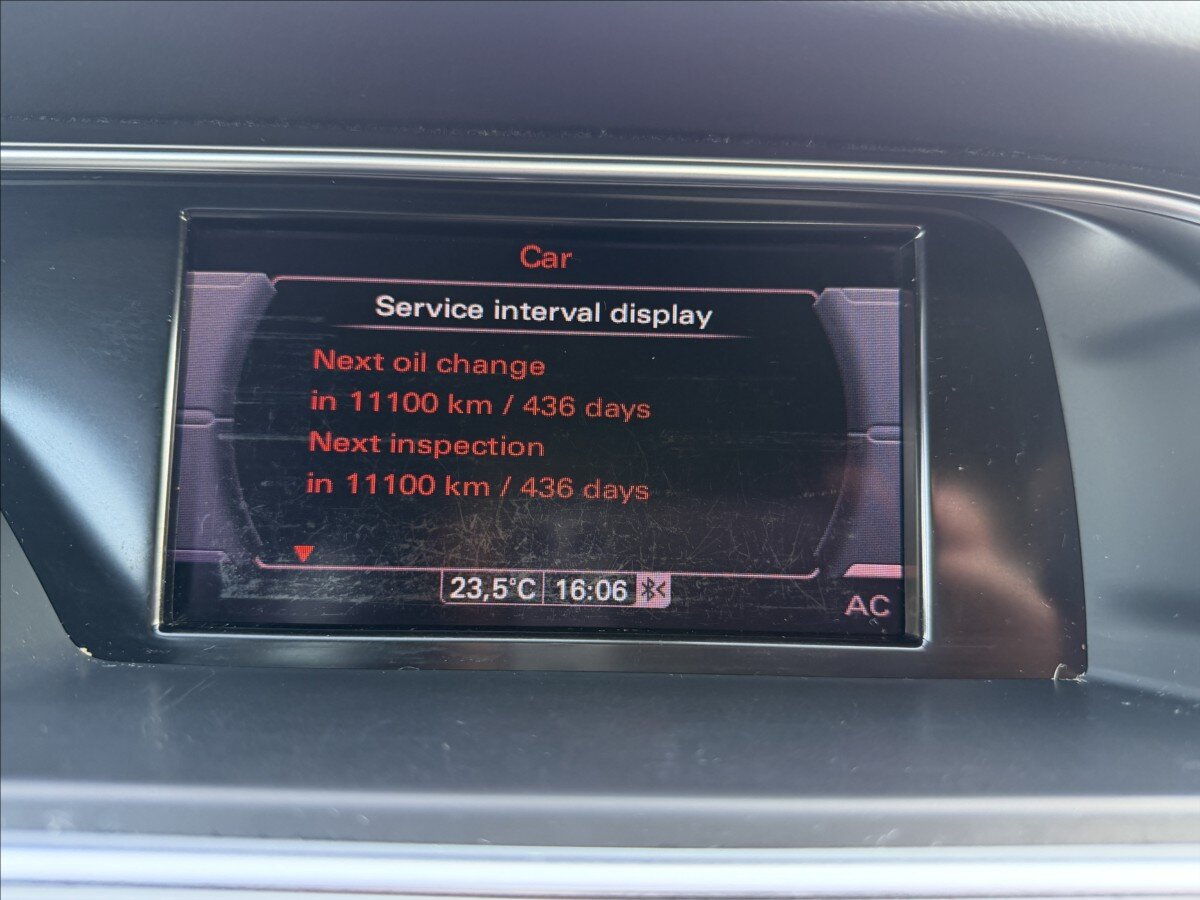 Car
Service interval display
Next oil change
in 11100 km / 436 days
Next inspection
in 11100 km / 436 days
23,5°C 16:06
AC